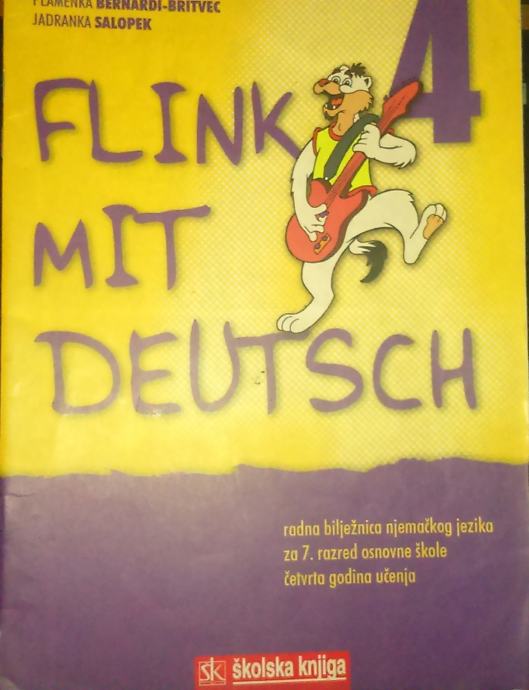 PLAMENKA BERNARDI-BRITVEC
JADRANKA SALOPEK
4
FLINK
MIT
DEUTSCH
radna bilježnica njemačkog jezika
za 7. razred osnovne škole
četvrta godina učenja
šk školska knjiga